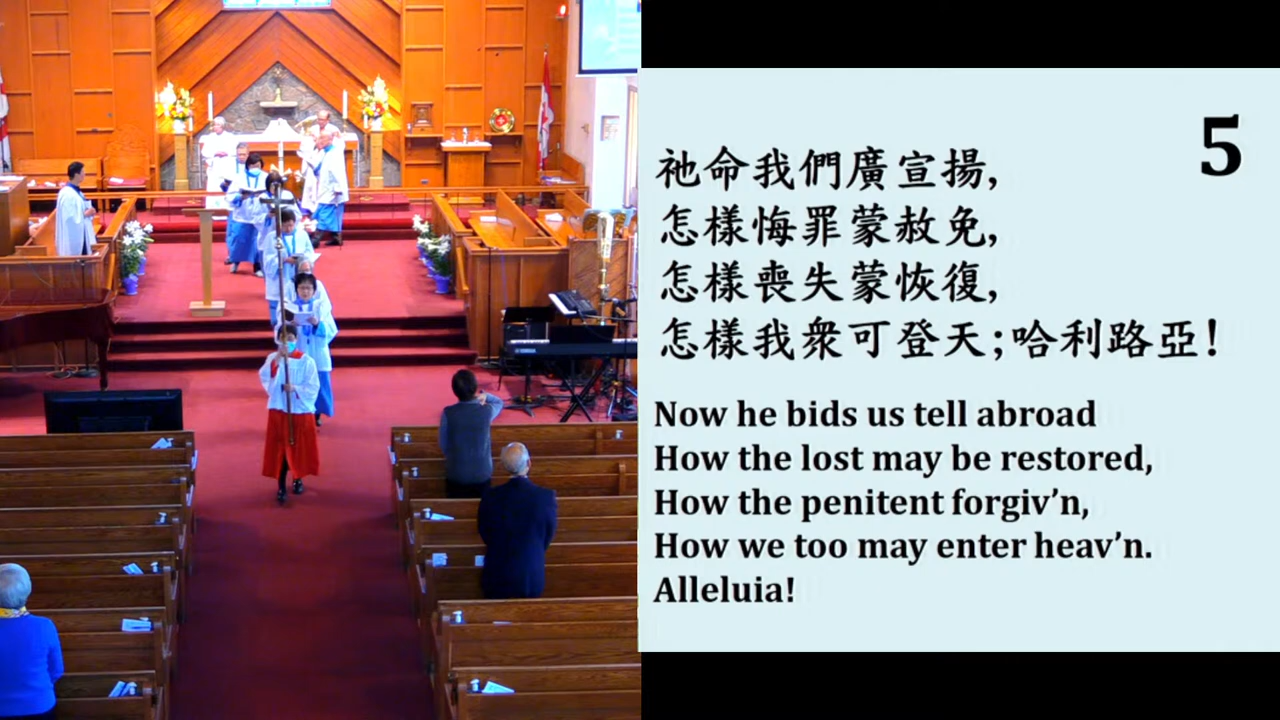 5
祂命我們廣宣揚,
怎樣悔罪蒙赦免,
怎樣喪失蒙恢復,
怎樣我衆可登天;哈利路亞!
Now he bids us tell abroad
How the lost may be restored,
How the penitent forgiv’n,
How we too may enter heav’n.
Alleluia!